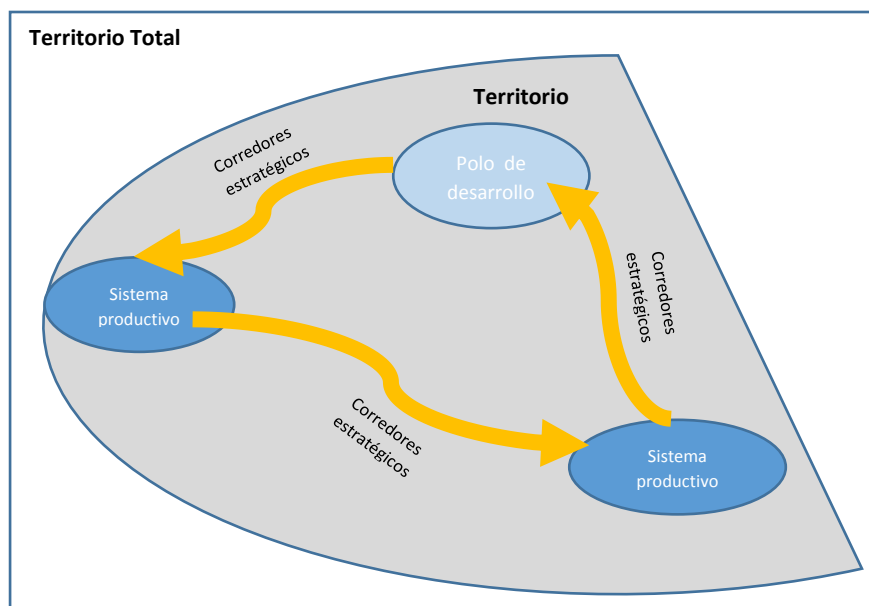 Territorio Total
Territorio
Corredores
estratégicos
Polo de
desarrollo
Corredores
estratégicos
Sistema
productivo
Corredores
estratégicos
Sistema
productivo